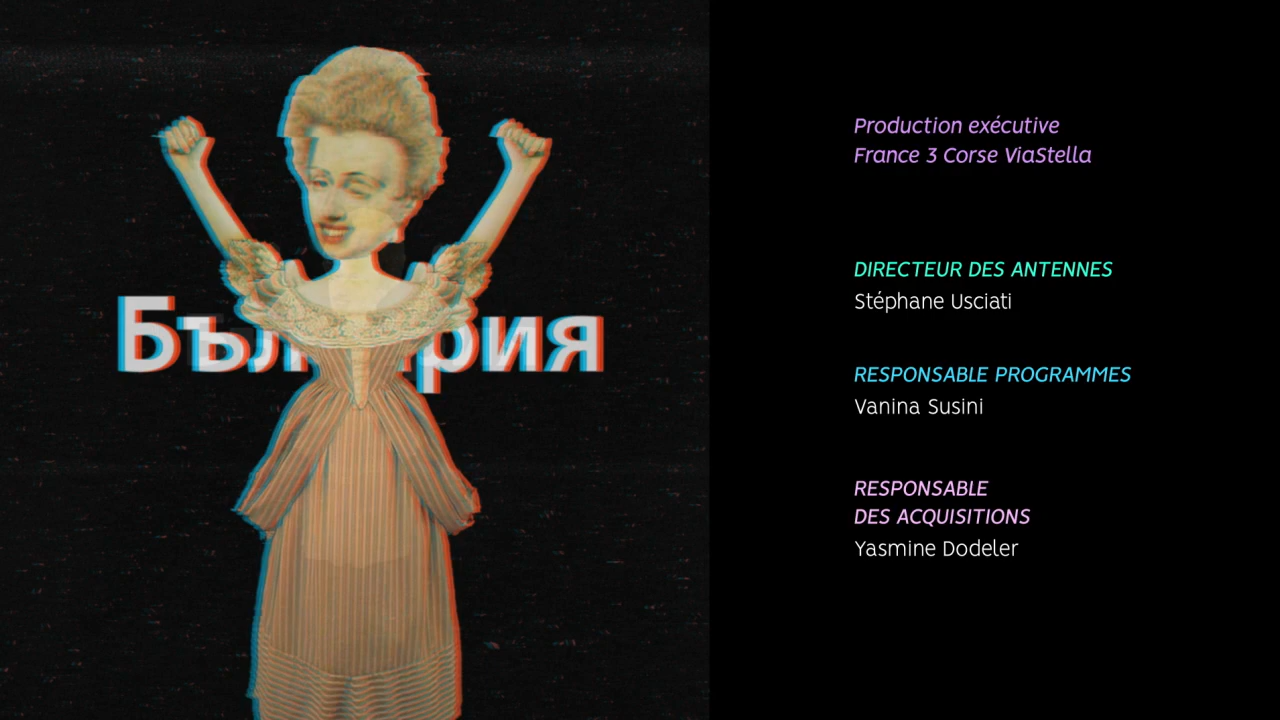 Production exécutive
France 3 Corse ViaStella
DIRECTEUR DES ANTENNES
Stéphane Usciati
RESPONSABLE PROGRAMMES
Vanina Susini
RESPONSABLE
DES ACQUISITIONS
Yasmine Dodeler